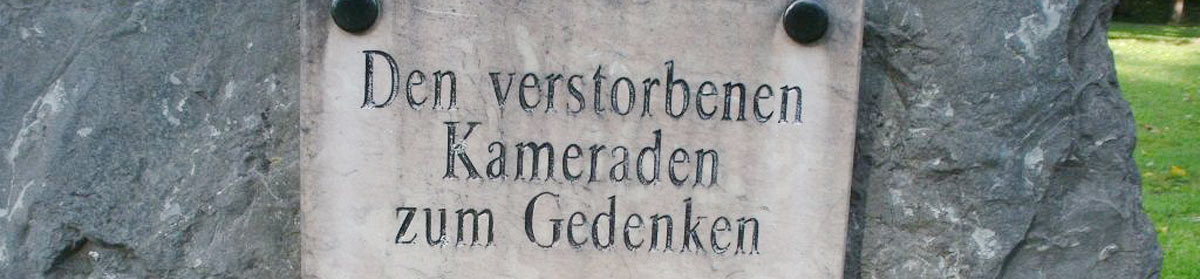 Den verstorbenen
Kameraden
zum Gedenken